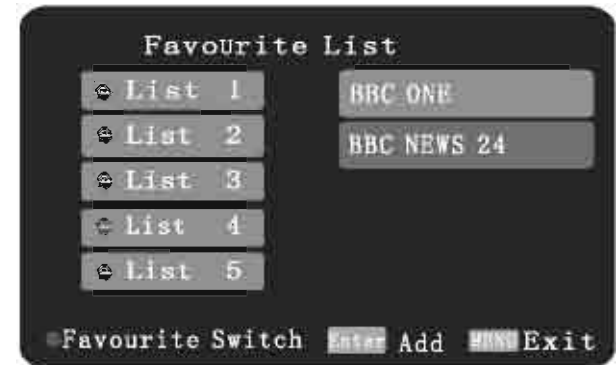 Favourite List
List 1
List 2
List 3
List 4
List 5
BBC ONE
BBC NEWS 24
Favourite Switch Enter Add MENU Exit